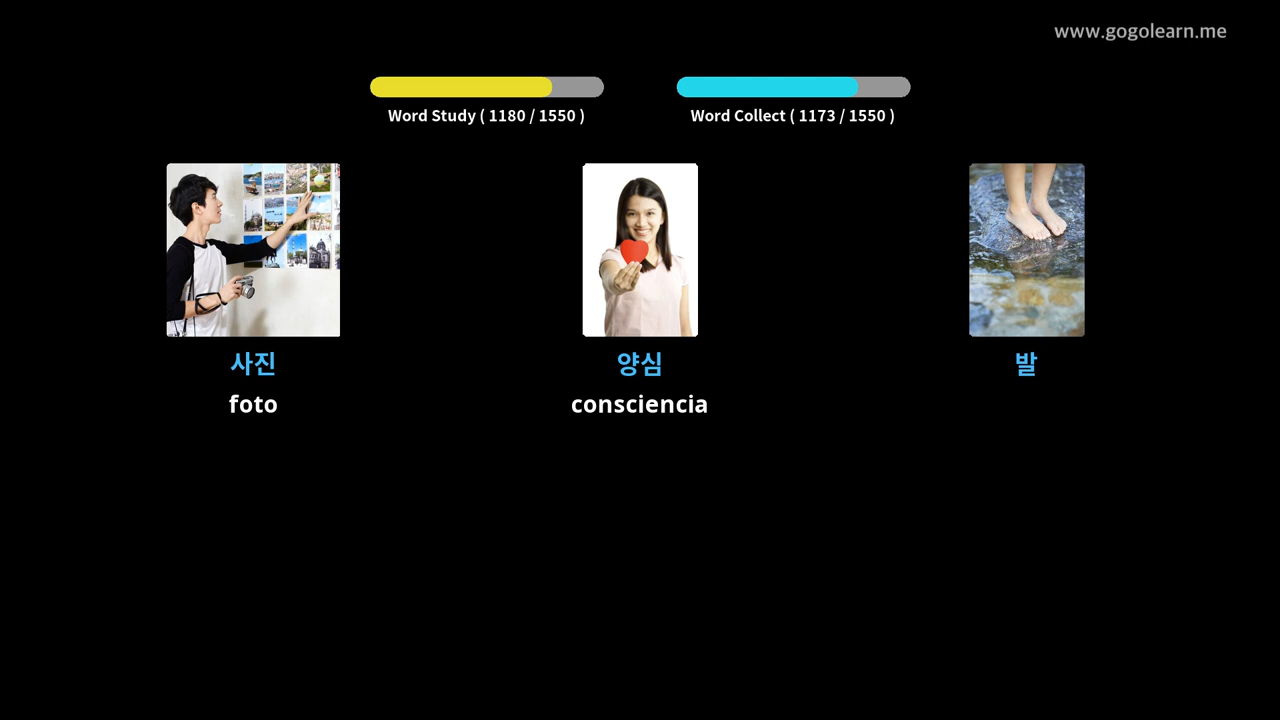 www.gogolearn.me
Word Study ( 1180 / 1550 )
Word Collect ( 1173 / 1550 )
사진
양심
발
foto
consciencia